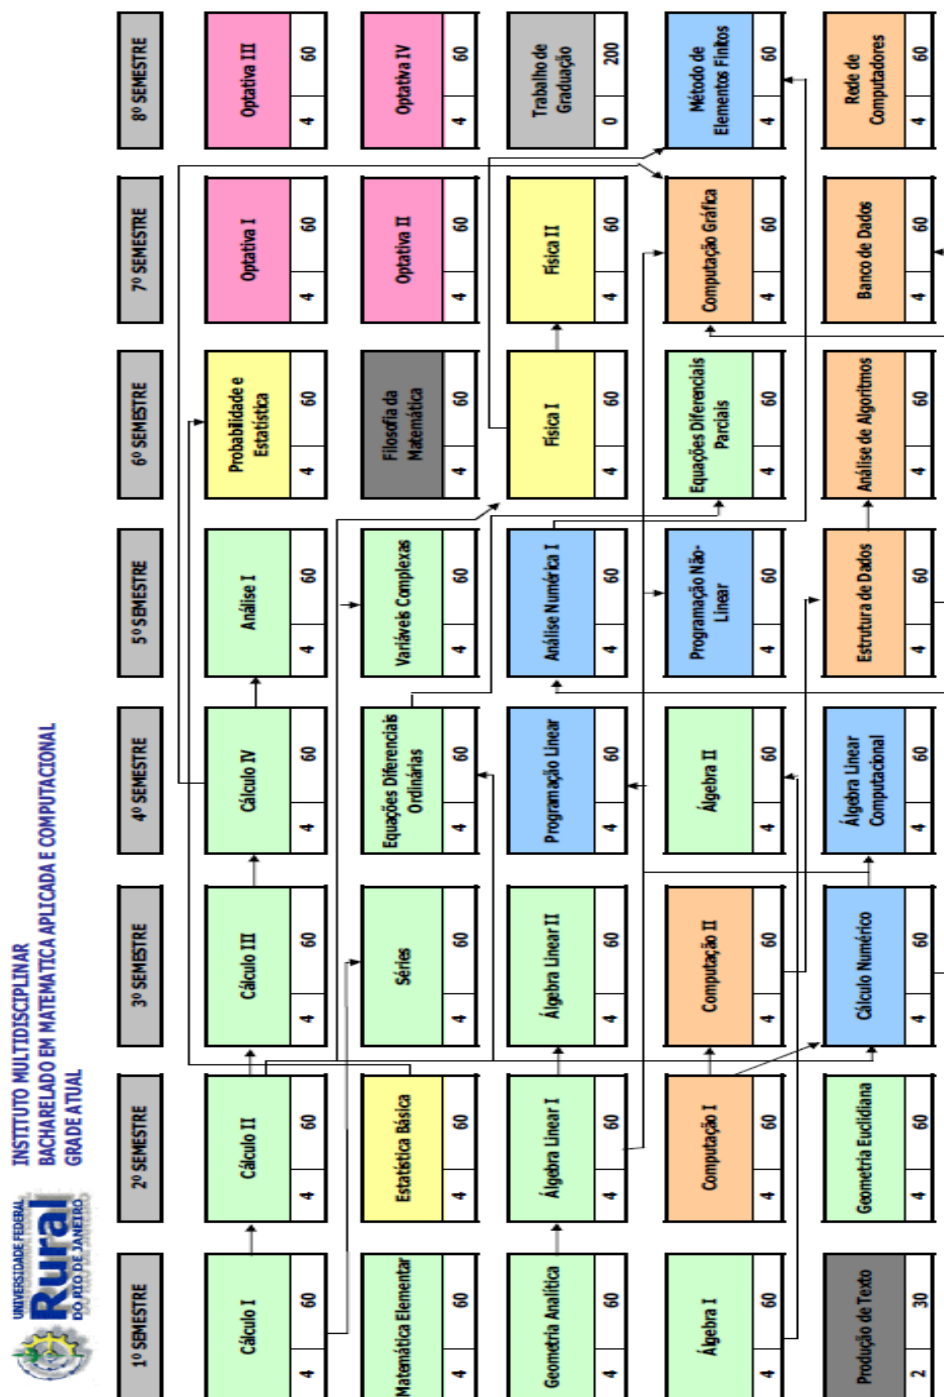 UNIVERSIDADE FEDERAL
Rural
DO RIO DE JANEIRO
INSTITUTO MULTIDISCIPLINAR
BACHARELADO EM MATEMATICA APLICADA E COMPUTACIONAL
GRADE ATUAL
1º SEMESTRE
2º SEMESTRE
3º SEMESTRE
4º SEMESTRE
5º SEMESTRE
6º SEMESTRE
7º SEMESTRE
8º SEMESTRE
Cálculo I
4 60
Cálculo II
4 60
Cálculo III
4 60
Cálculo IV
4 60
Análise I
4 60
Probabilidade e
Estatística
4 60
Optativa I
4 60
Optativa III
4 60
Matemática Elementar
4 60
Estatística Básica
4 60
Séries
4 60
Equações Diferenciais
Ordinárias
4 60
Variáveis Complexas
4 60
Filosofia da
Matemática
4 60
Optativa II
4 60
Optativa IV
4 60
Geometria Analítica
4 60
Álgebra Linear I
4 60
Álgebra Linear II
4 60
Programação Linear
4 60
Análise Numérica I
4 60
Física I
4 60
Física II
4 60
Trabalho de
Graduação
0 200
Álgebra I
4 60
Computação I
4 60
Computação II
4 60
Álgebra II
4 60
Programação Não-
Linear
4 60
Equações Diferenciais
Parciais
4 60
Computação Gráfica
4 60
Método de
Elementos Finitos
4 60
Produção de Texto
2 30
Geometria Euclidiana
4 60
Cálculo Numérico
4 60
Álgebra Linear
Computacional
4 60
Estrutura de Dados
4 60
Análise de Algoritmos
4 60
Banco de Dados
4 60
Rede de
Computadores
4 60